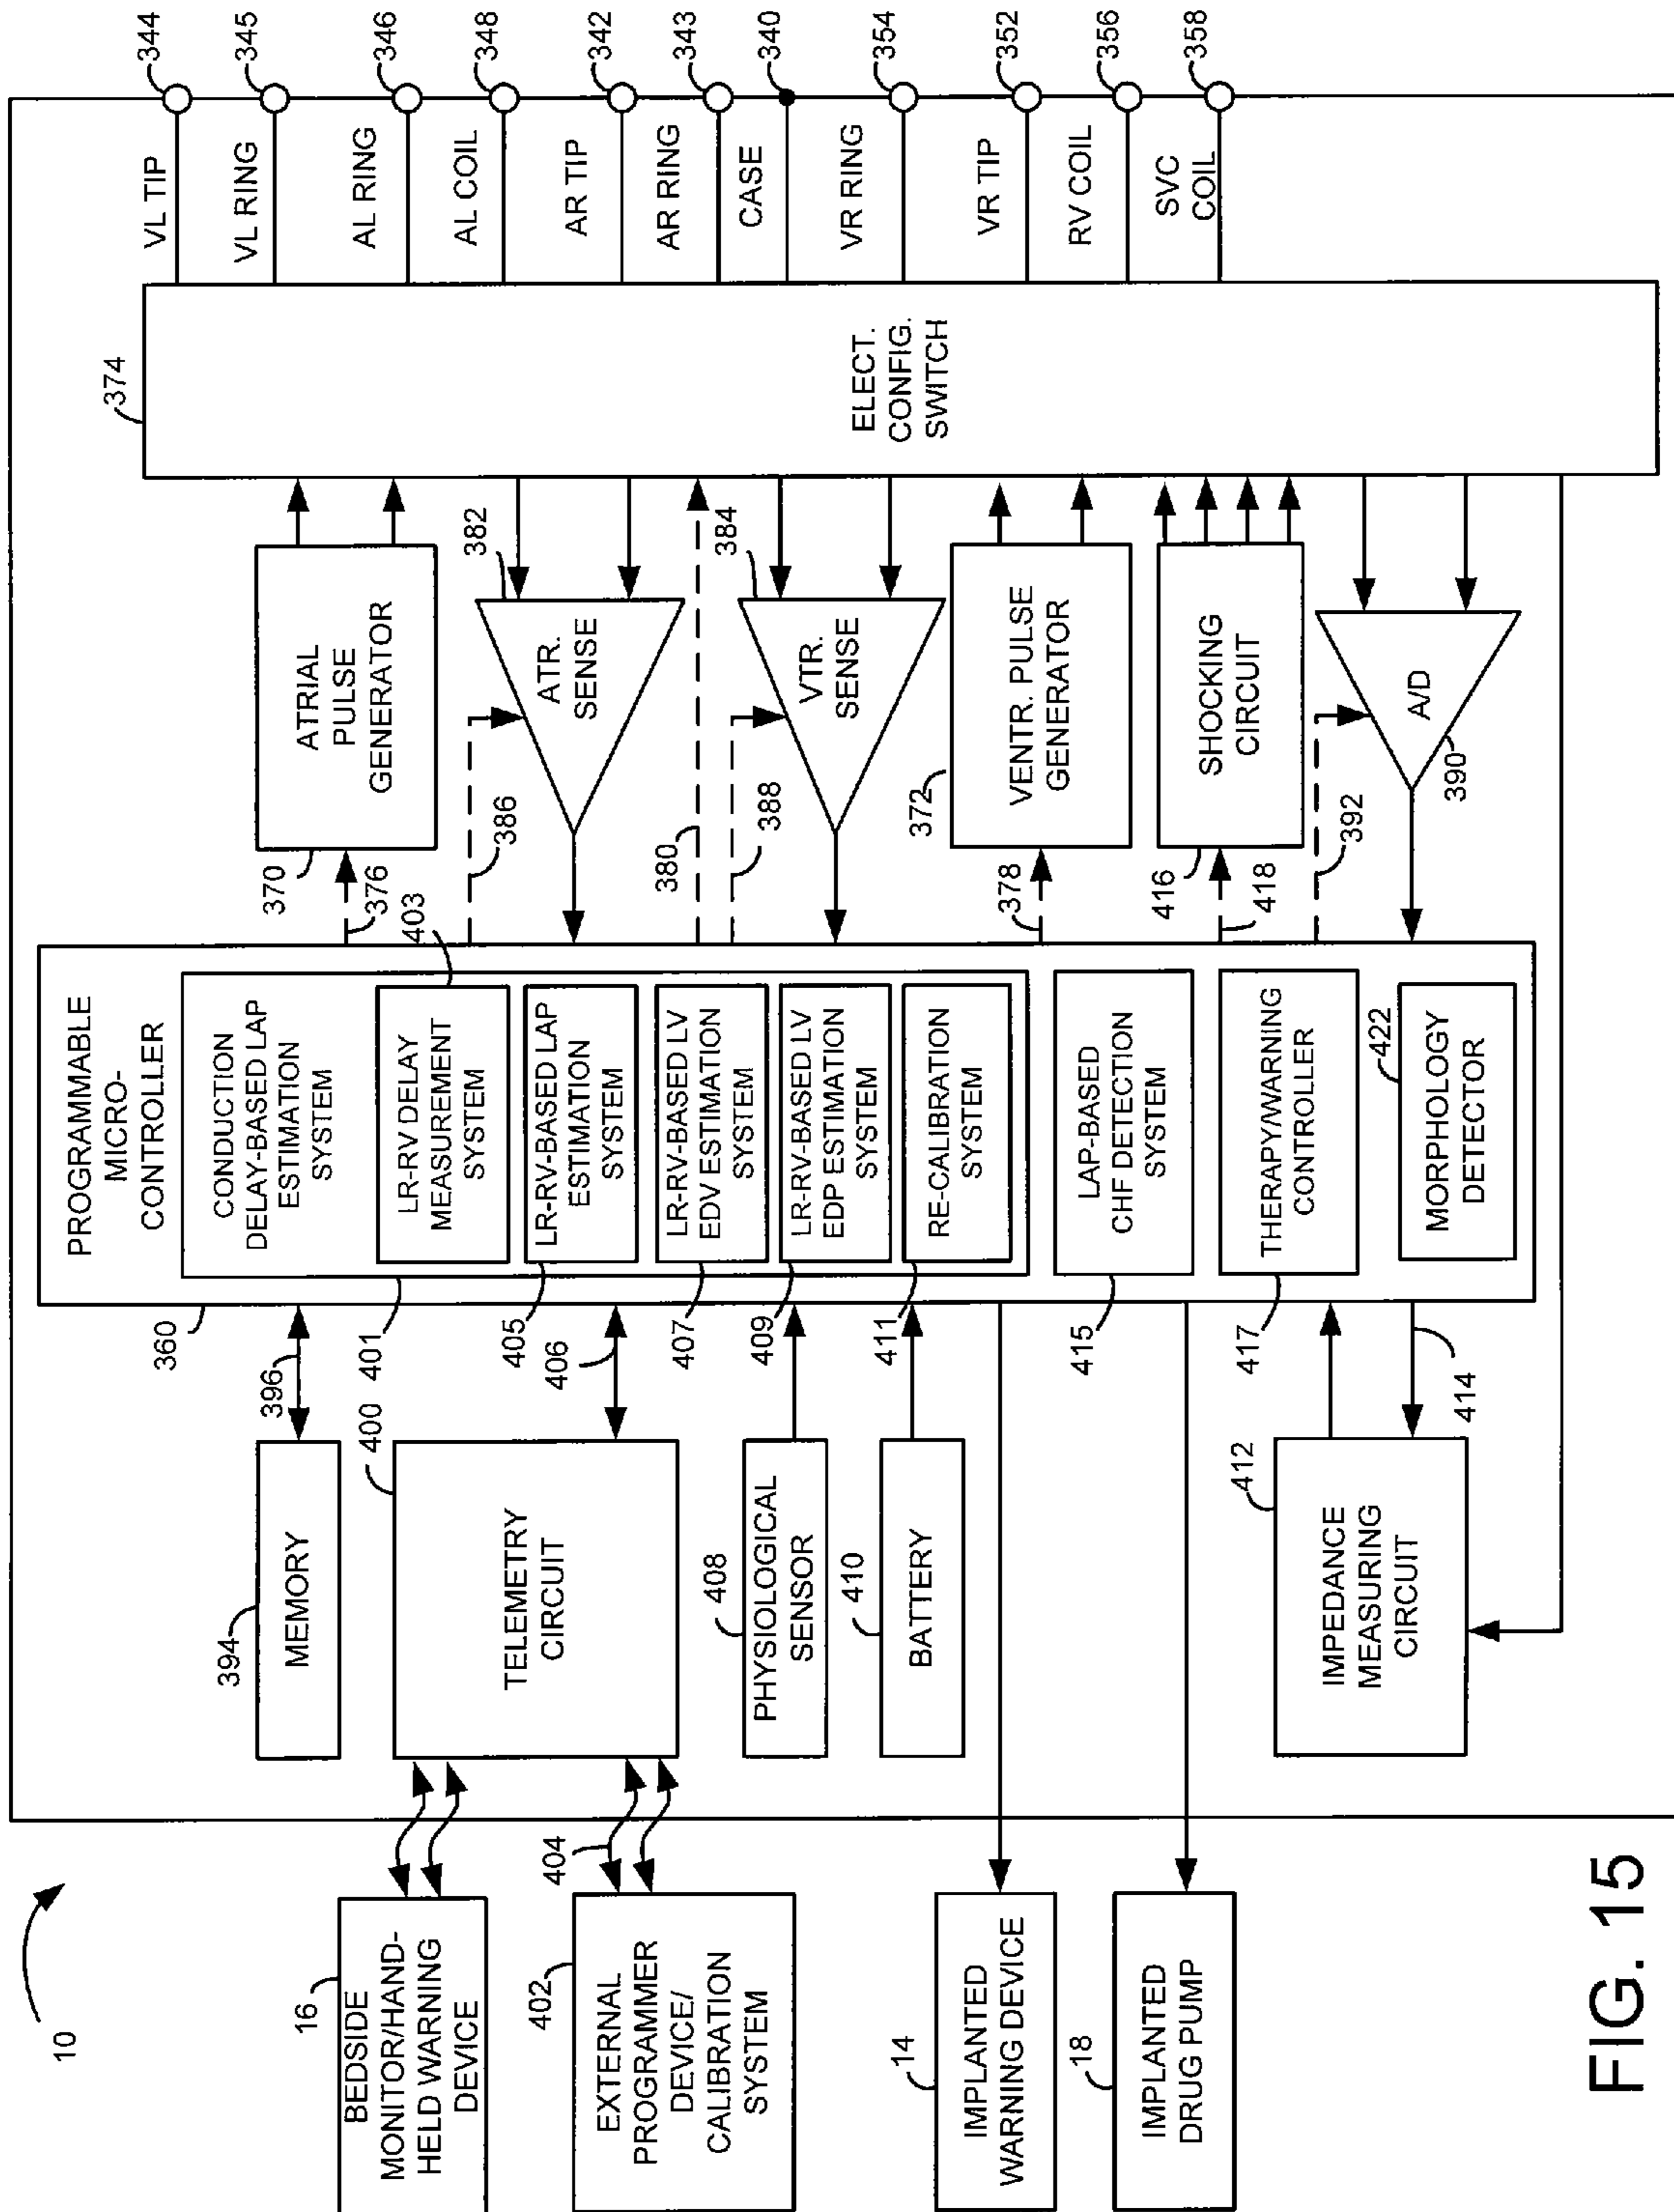 10
16
BEDSIDE
MONITOR/HAND-
HELD WARNING
DEVICE
402
EXTERNAL
PROGRAMMER
DEVICE/
CALIBRATION
SYSTEM
404
14
IMPLANTED
WARNING DEVICE
18
IMPLANTED
DRUG PUMP
394
MEMORY
396
400
TELEMETRY
CIRCUIT
406
408
PHYSIOLOGICAL
SENSOR
410
BATTERY
412
IMPEDANCE
MEASURING
CIRCUIT
414
360
PROGRAMMABLE
MICRO-
CONTROLLER
401
CONDUCTION
DELAY-BASED LAP
ESTIMATION
SYSTEM
403
LR-RV DELAY
MEASUREMENT
SYSTEM
405
LR-RV-BASED LAP
ESTIMATION
SYSTEM
407
LR-RV-BASED LV
EDV ESTIMATION
SYSTEM
409
LR-RV-BASED LV
EDP ESTIMATION
SYSTEM
411
RE-CALIBRATION
SYSTEM
415
LAP-BASED
CHF DETECTION
SYSTEM
417
THERAPY/WARNING
CONTROLLER
422
MORPHOLOGY
DETECTOR
370
376
ATRIAL
PULSE
GENERATOR
382
386
ATR.
SENSE
380
384
388
VTR.
SENSE
372
378
VENTR. PULSE
GENERATOR
416
418
SHOCKING
CIRCUIT
392
A/D
390
374
ELECT.
CONFIG.
SWITCH
VL TIP
344
VL RING
345
AL RING
346
AL COIL
348
AR TIP
342
AR RING
343
CASE
340
VR RING
354
VR TIP
352
RV COIL
356
SVC
COIL
358
FIG. 15